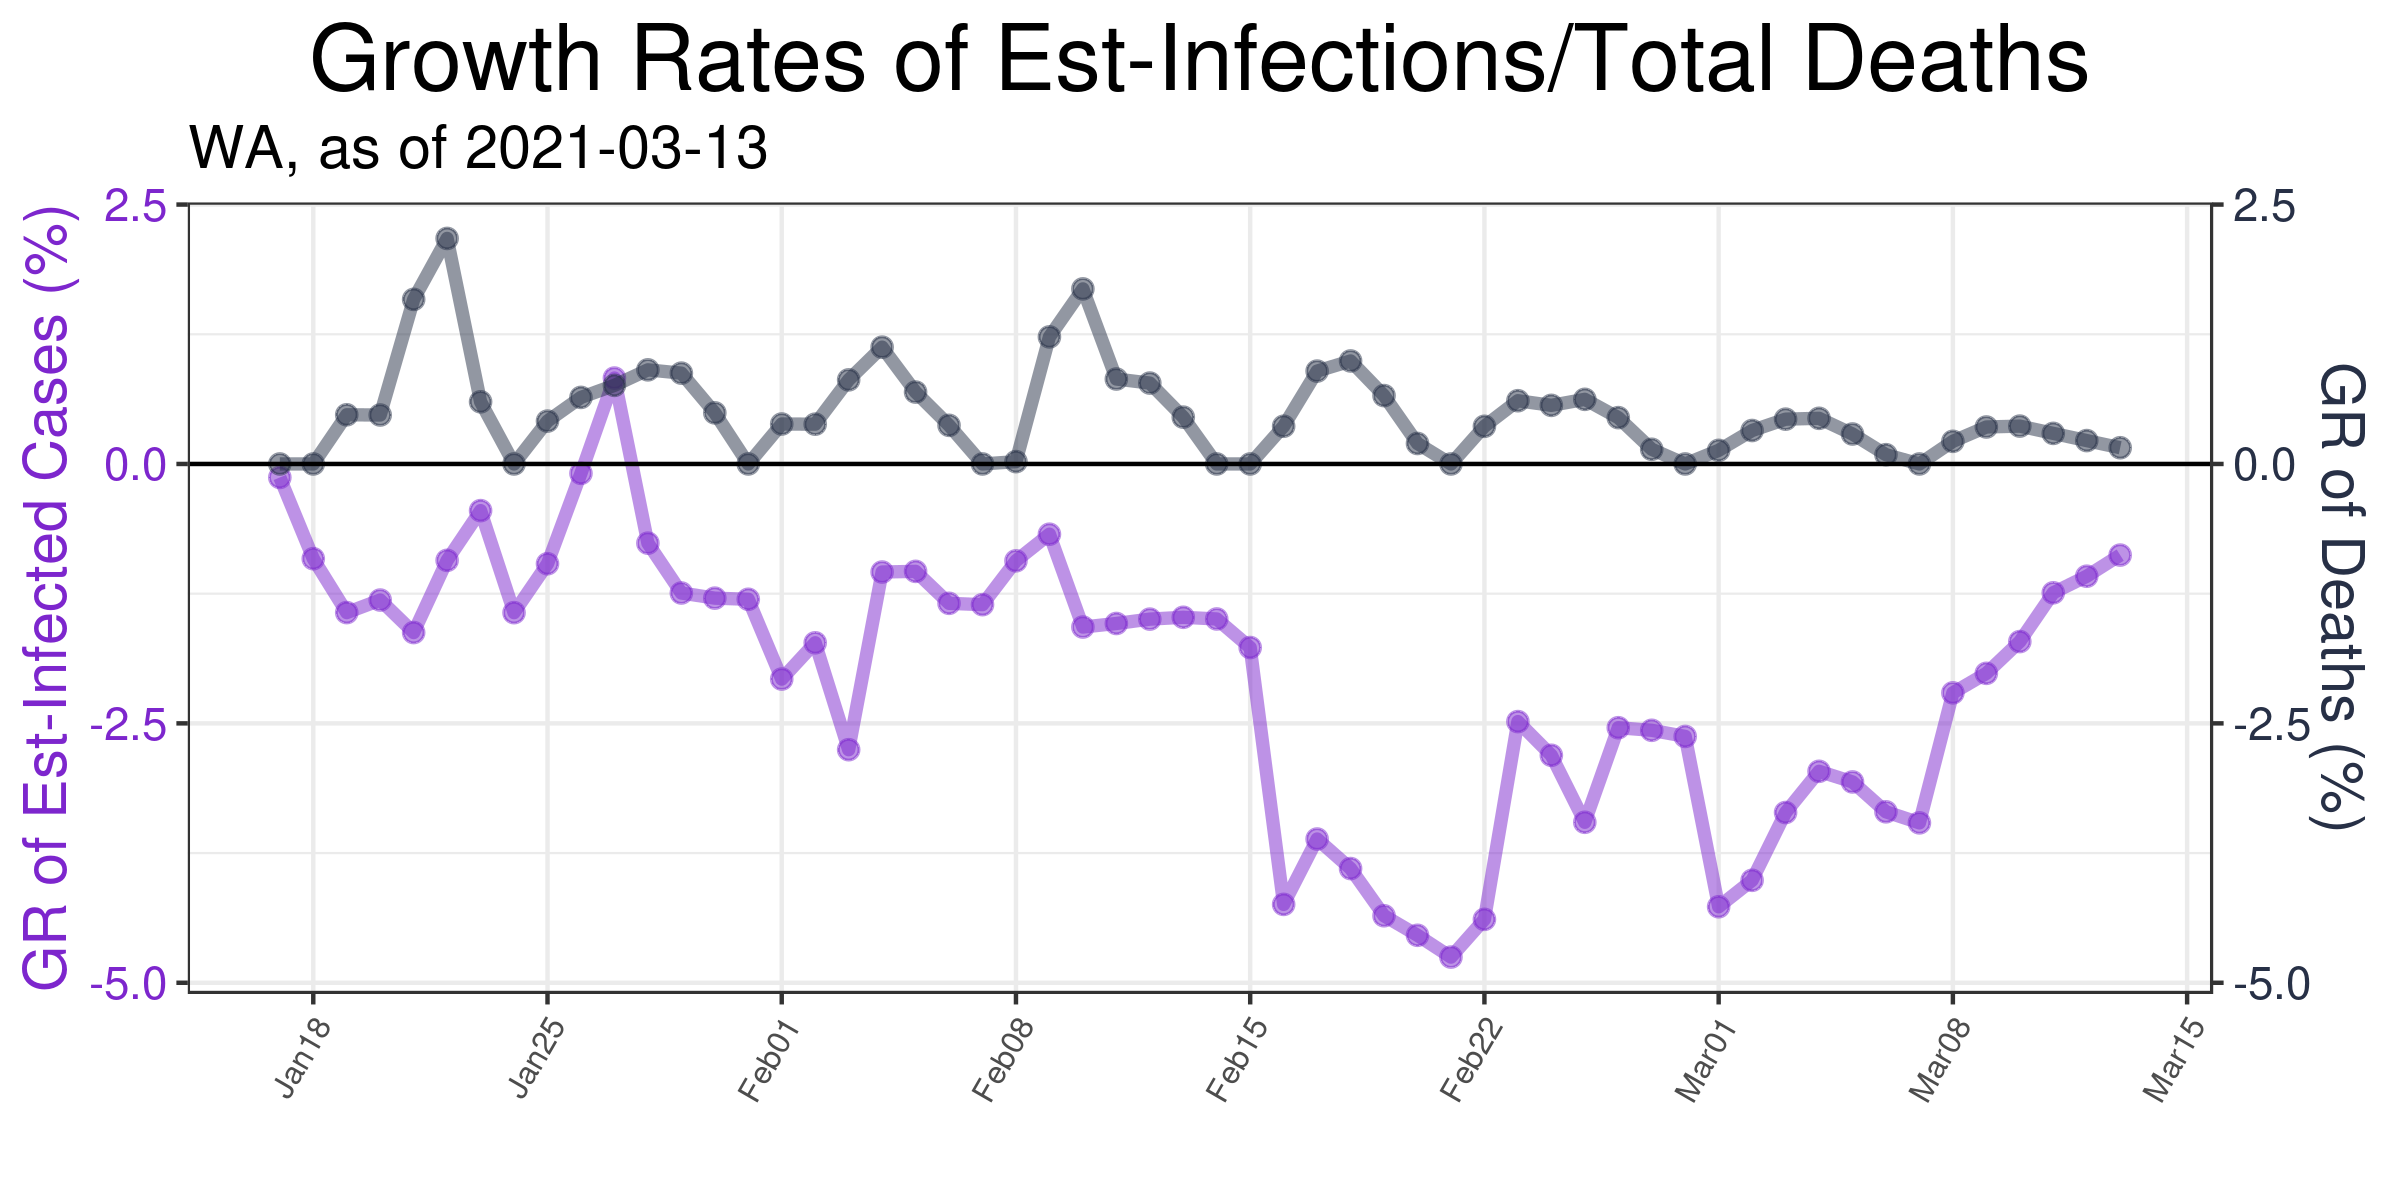 Growth Rates of Est-Infections/Total Deaths
WA, as of 2021-03-13
GR of Est-Infected Cases (%)
2.5
0.0
-2.5
-5.0
2.5
0.0
-2.5
-5.0
GR of Deaths (%)
Jan18
Jan25
Feb01
Feb08
Feb15
Feb22
Mar01
Mar08
Mar15